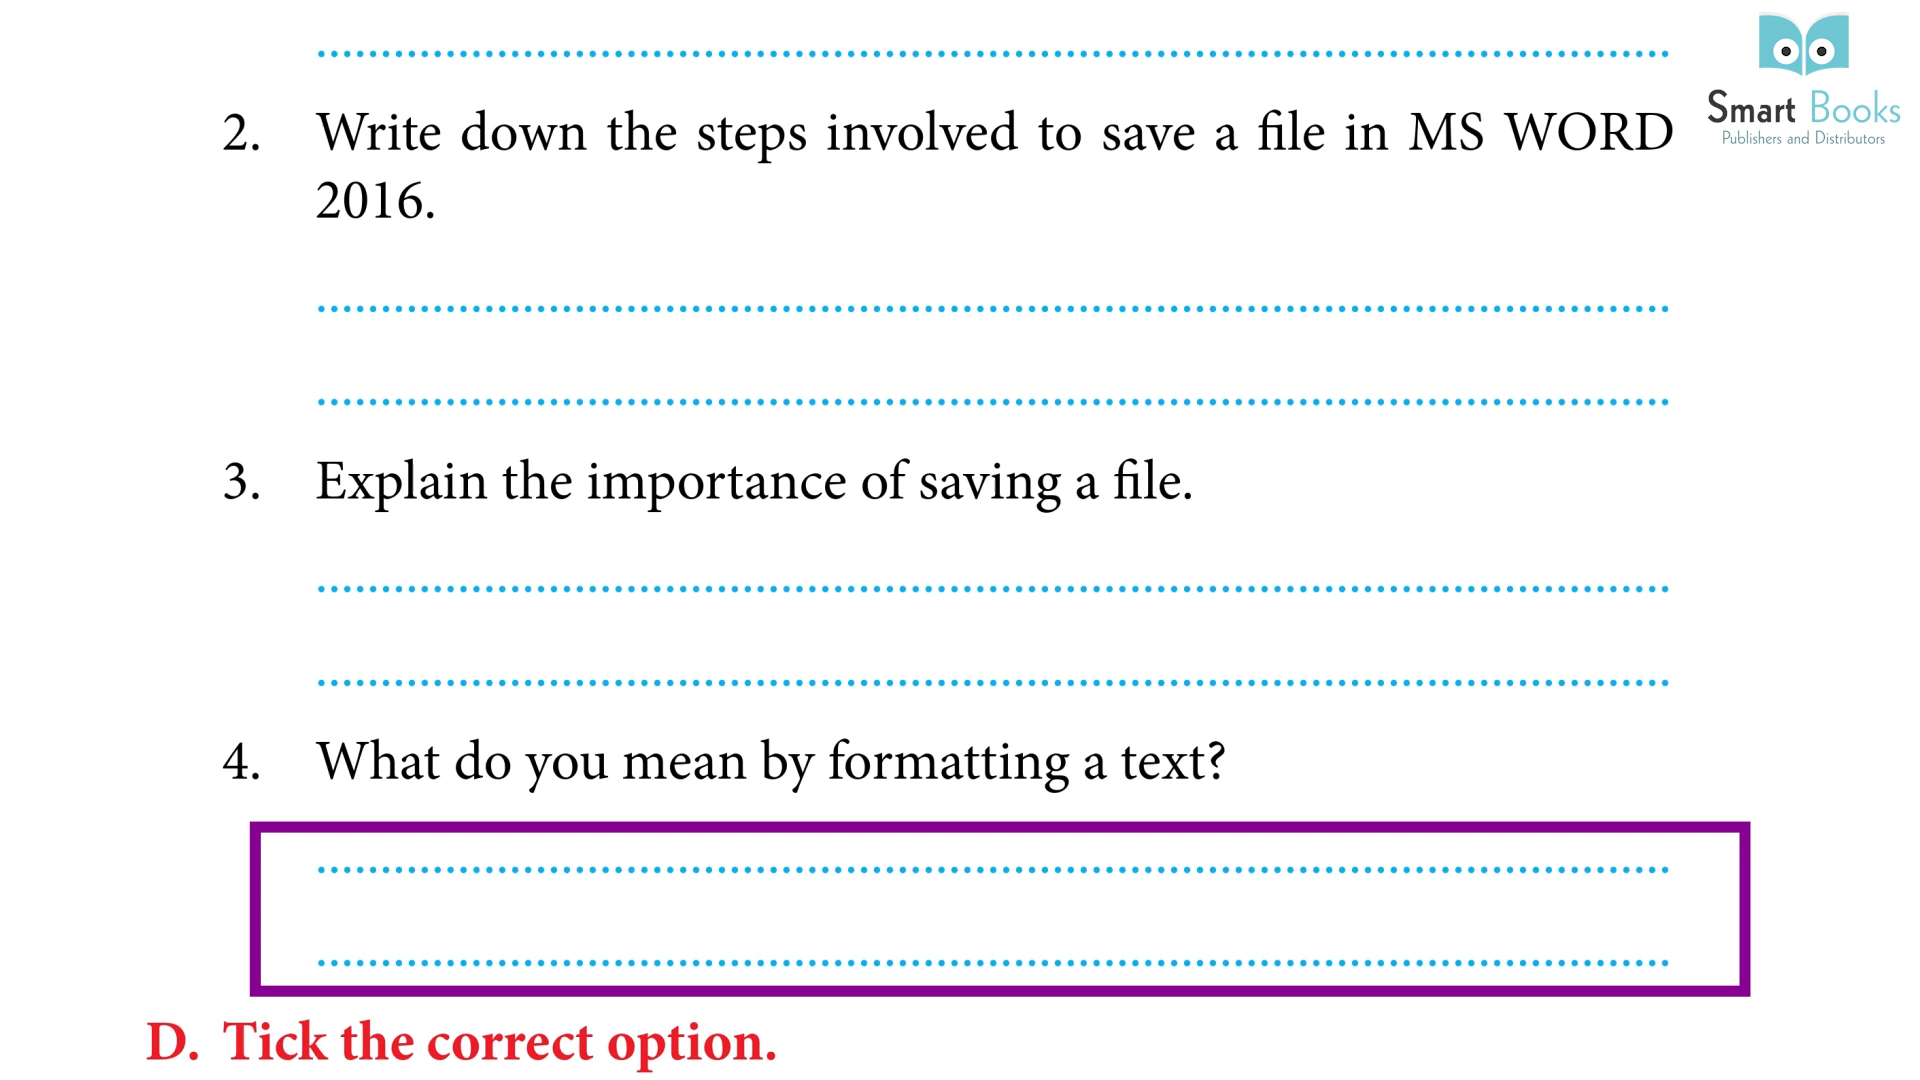 Smart Books
Publishers and Distributors
2. Write down the steps involved to save a file in MS WORD
2016.
3. Explain the importance of saving a file.
4. What do you mean by formatting a text?
D. Tick the correct option.